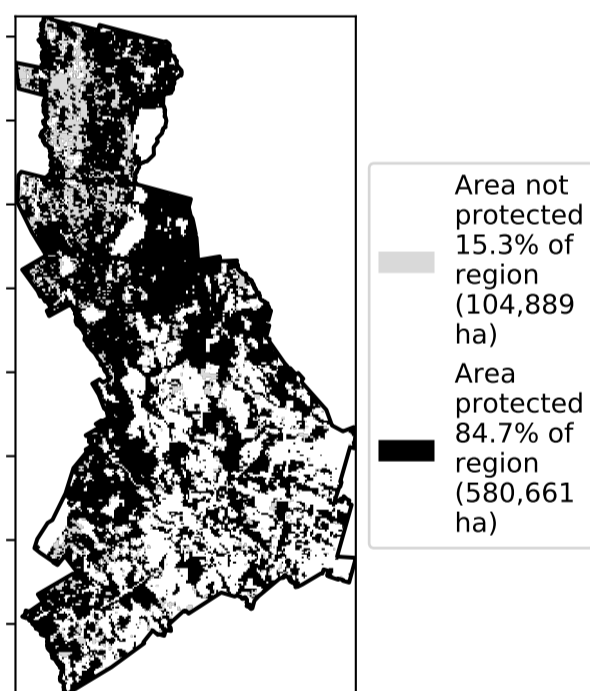 Area not
protected
15.3% of
region
(104,889
ha)
Area
protected
84.7% of
region
(580,661
ha)